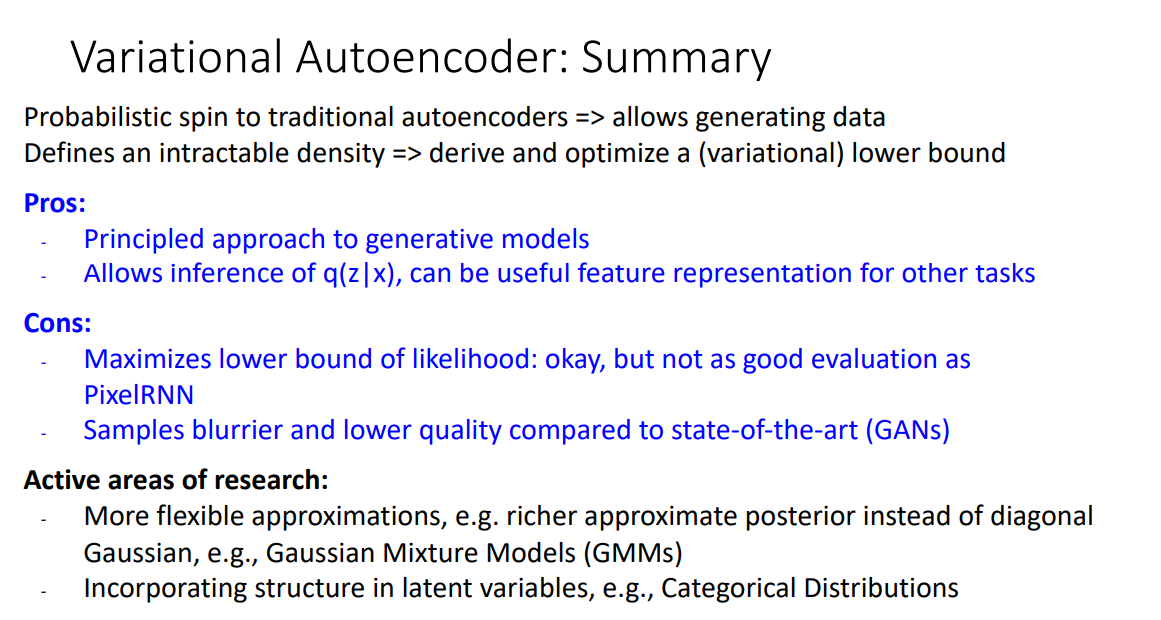 Variational Autoencoder: Summary
Probabilistic spin to traditional autoencoders => allows generating data
Defines an intractable density => derive and optimize a (variational) lower bound
Pros:
- Principled approach to generative models
- Allows inference of q(z|x), can be useful feature representation for other tasks
Cons:
- Maximizes lower bound of likelihood: okay, but not as good evaluation as
PixelRNN
- Samples blurrier and lower quality compared to state-of-the-art (GANs)
Active areas of research:
- More flexible approximations, e.g. richer approximate posterior instead of diagonal
Gaussian, e.g., Gaussian Mixture Models (GMMs)
- Incorporating structure in latent variables, e.g., Categorical Distributions